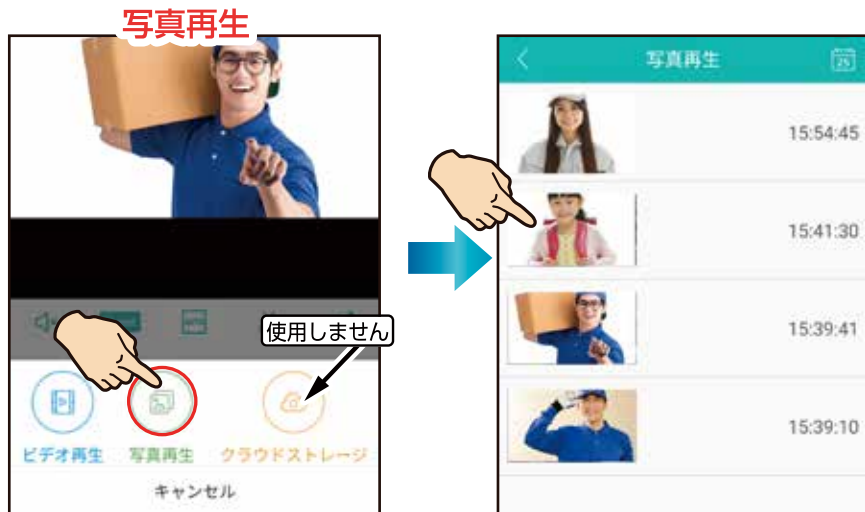 写真再生
使用しません
ビデオ再生
写真再生
クラウドストレージ
キャンセル
写真再生
25
15:54:45
15:41:30
15:39:41
15:39:10